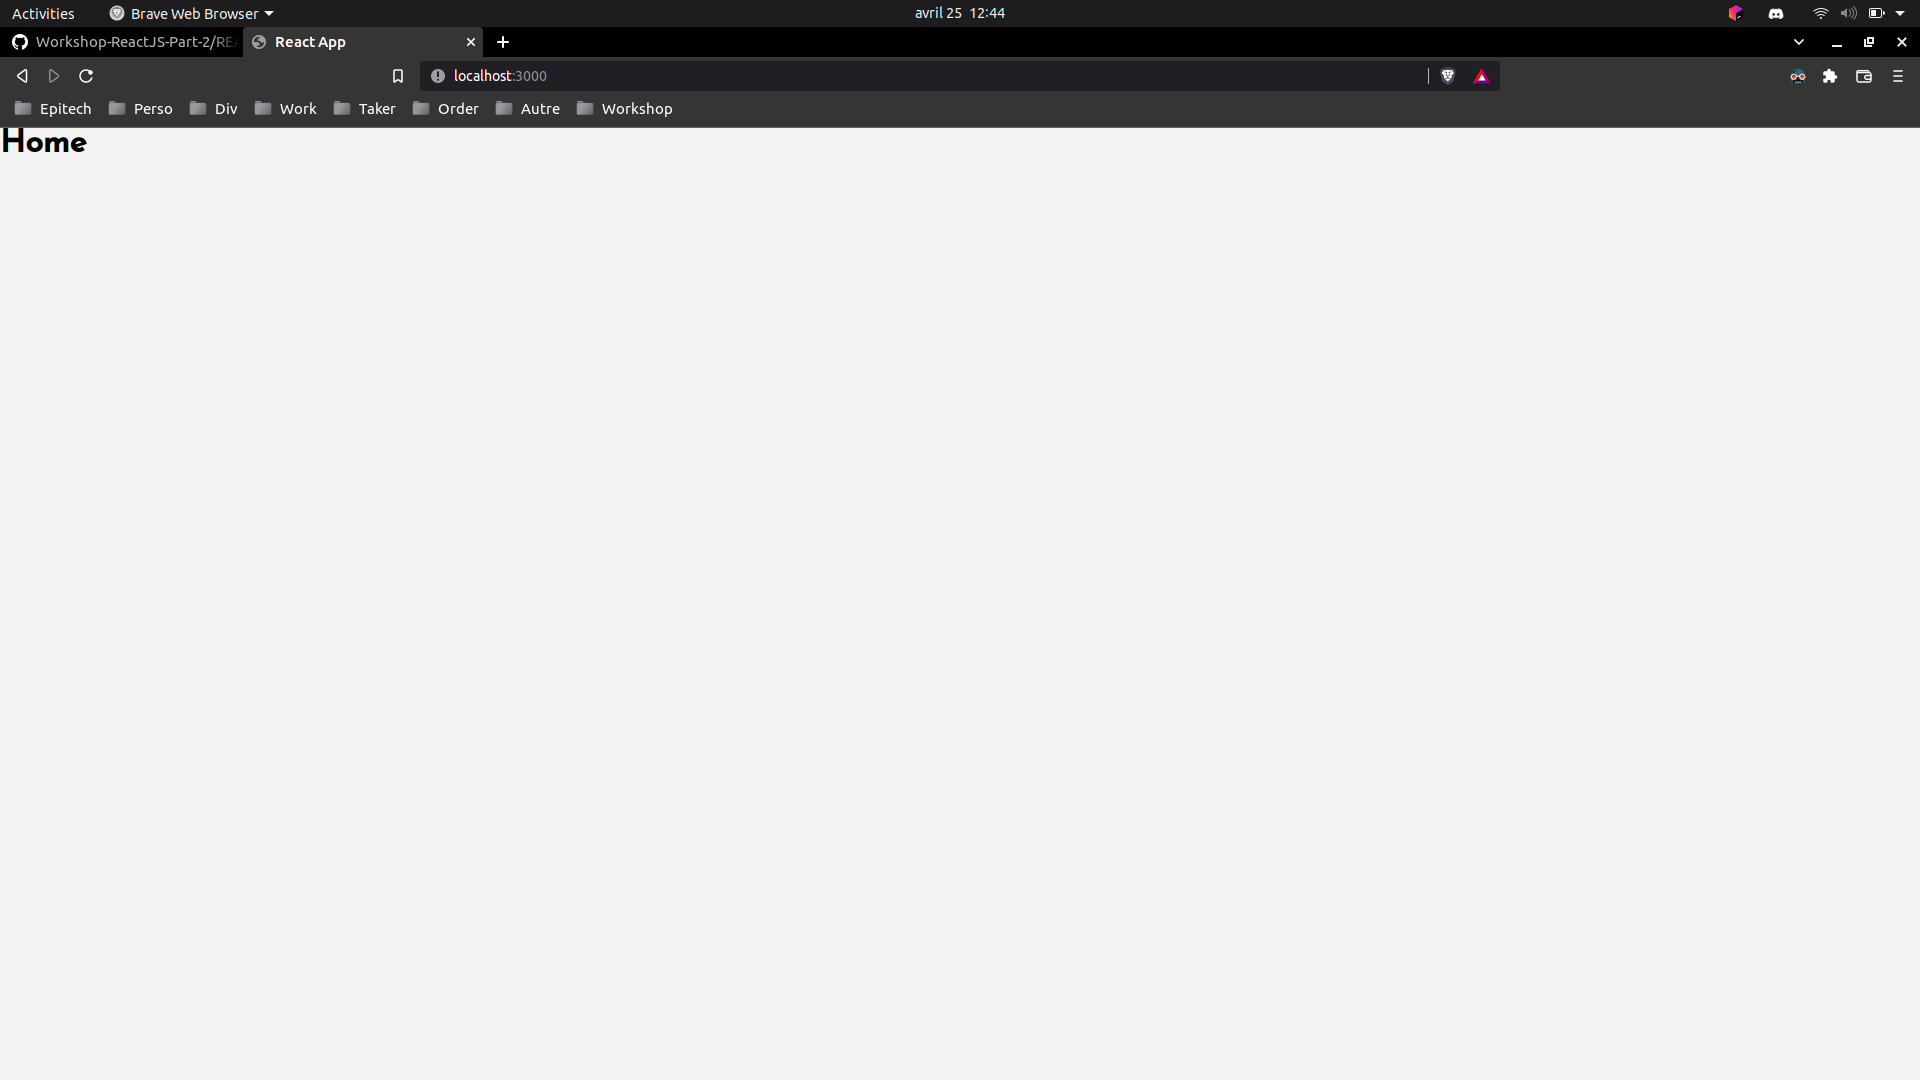 Activities Brave Web Browser avril 25 12:44
Workshop-ReactJS-Part-2/REA React App
localhost:3000
Epitech Perso Div Work Taker Order Autre Workshop
Home